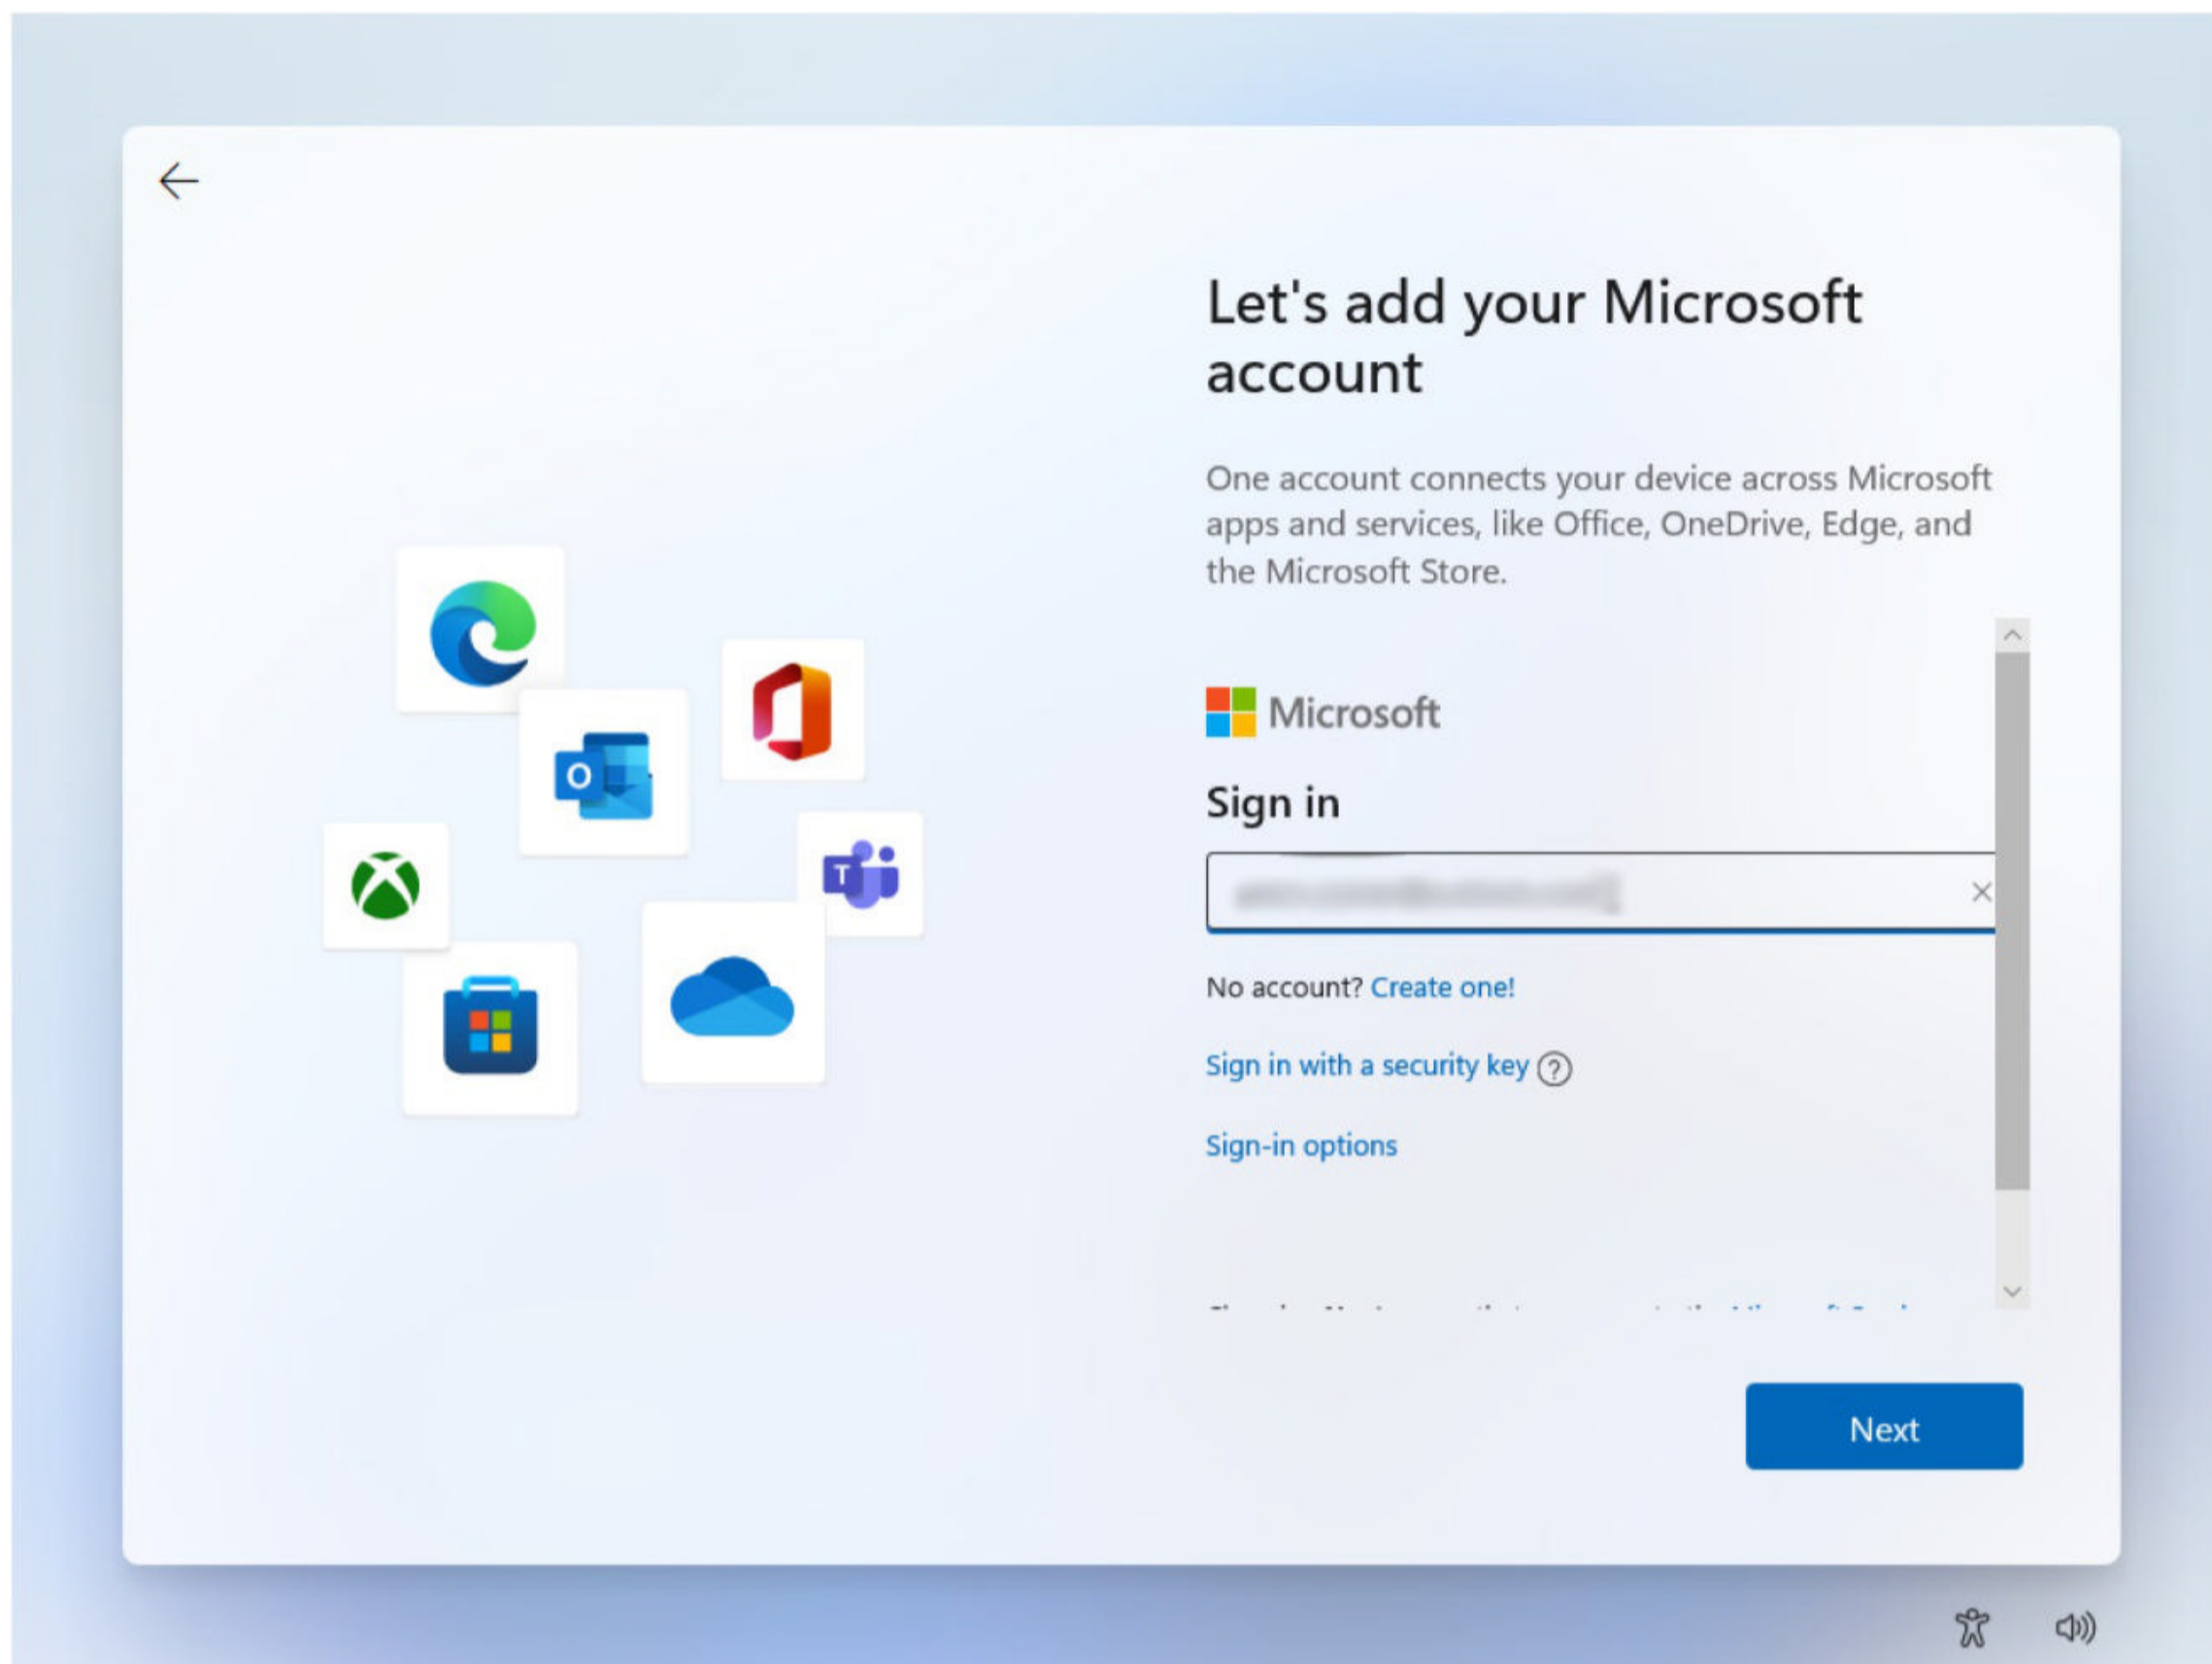 Let's add your Microsoft
account
One account connects your device across Microsoft
apps and services, like Office, OneDrive, Edge, and
the Microsoft Store.
Microsoft
Sign in
No account? Create one!
Sign in with a security key
Sign-in options
Next